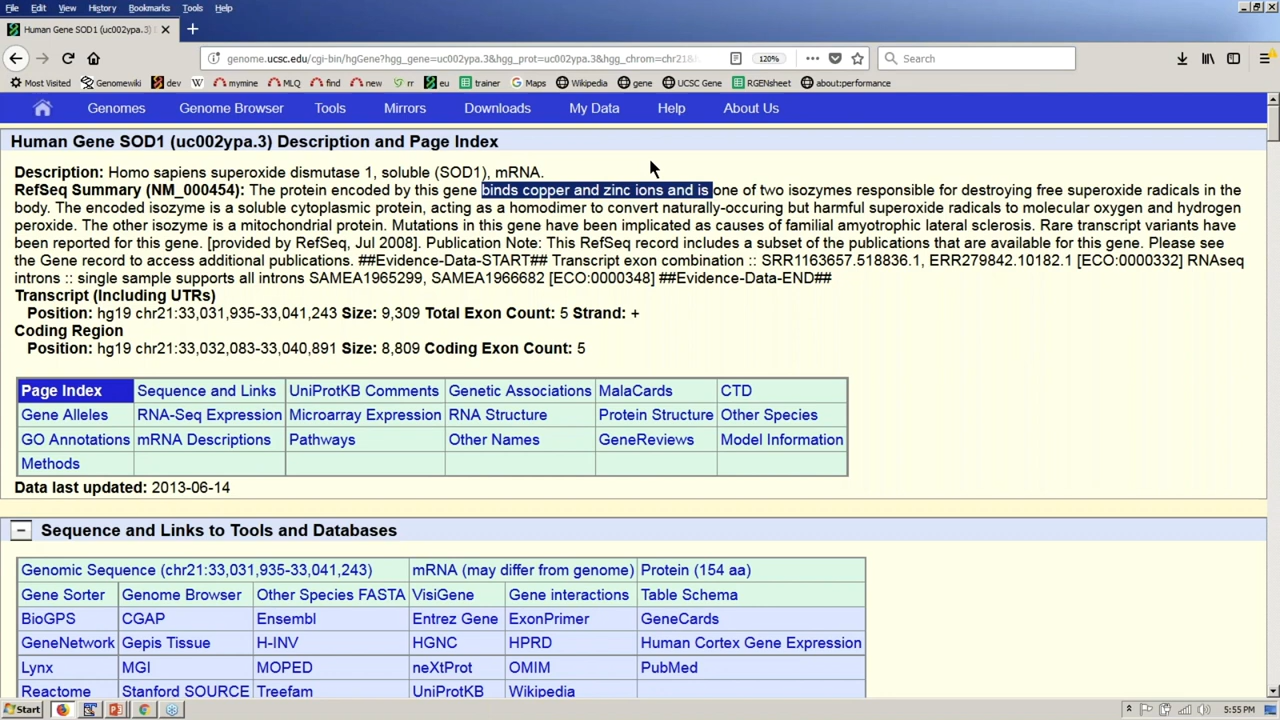 File Edit View History Bookmarks Tools Help
Human Gene SOD1 (uc002ypa.3)
genome.ucsc.edu/cgi-bin/hgGene?hgg_gene=uc002ypa.3&hgg_prot=uc002ypa.3&hgg_chrom=chr21& 120% Search
Most Visited Genomewiki dev mymine MLQ find new rr eu trainer Maps Wikipedia gene UCSC Gene RGENsheet about:performance
Genomes Genome Browser Tools Mirrors Downloads My Data Help About Us
Human Gene SOD1 (uc002ypa.3) Description and Page Index
Description: Homo sapiens superoxide dismutase 1, soluble (SOD1), mRNA.
RefSeq Summary (NM_000454): The protein encoded by this gene binds copper and zinc ions and is one of two isozymes responsible for destroying free superoxide radicals in the
body. The encoded isozyme is a soluble cytoplasmic protein, acting as a homodimer to convert naturally-occuring but harmful superoxide radicals to molecular oxygen and hydrogen
peroxide. The other isozyme is a mitochondrial protein. Mutations in this gene have been implicated as causes of familial amyotrophic lateral sclerosis. Rare transcript variants have
been reported for this gene. [provided by RefSeq, Jul 2008]. Publication Note: This RefSeq record includes a subset of the publications that are available for this gene. Please see
the Gene record to access additional publications. ##Evidence-Data-START## Transcript exon combination :: SRR1163657.518836.1, ERR279842.10182.1 [ECO:0000332] RNAseq
introns :: single sample supports all introns SAMEA1965299, SAMEA1966682 [ECO:0000348] ##Evidence-Data-END##
Transcript (Including UTRs)
Position: hg19 chr21:33,031,935-33,041,243 Size: 9,309 Total Exon Count: 5 Strand: +
Coding Region
Position: hg19 chr21:33,032,083-33,040,891 Size: 8,809 Coding Exon Count: 5
Page Index Sequence and Links UniProtKB Comments Genetic Associations MalaCards CTD
Gene Alleles RNA-Seq Expression Microarray Expression RNA Structure Protein Structure Other Species
GO Annotations mRNA Descriptions Pathways Other Names GeneReviews Model Information
Methods
Data last updated: 2013-06-14
− Sequence and Links to Tools and Databases
Genomic Sequence (chr21:33,031,935-33,041,243) mRNA (may differ from genome) Protein (154 aa)
Gene Sorter Genome Browser Other Species FASTA VisiGene Gene interactions Table Schema
BioGPS CGAP Ensembl Entrez Gene ExonPrimer GeneCards
GeneNetwork Gepis Tissue H-INV HGNC HPRD Human Cortex Gene Expression
Lynx MGI MOPED neXtProt OMIM PubMed
Reactome Stanford SOURCE Treefam UniProtKB Wikipedia
Start 5:55 PM